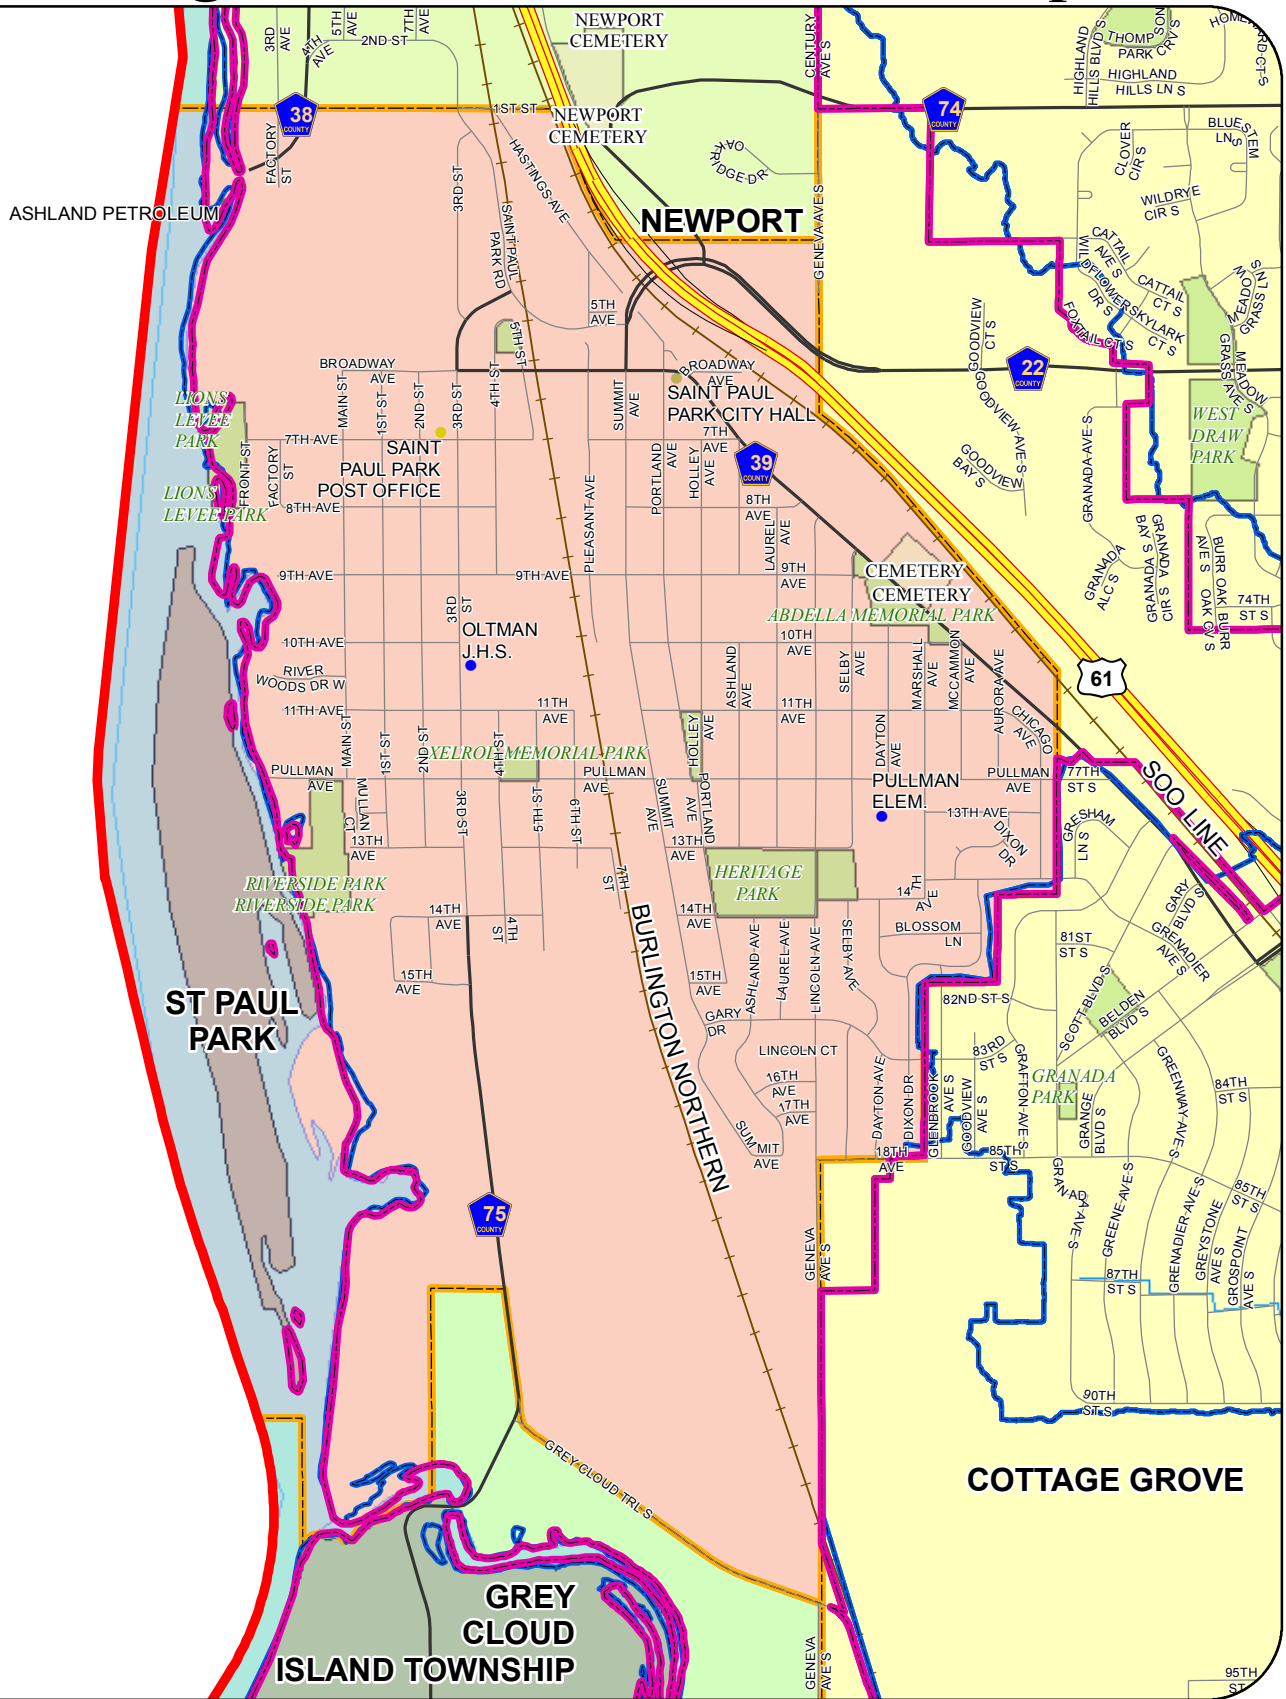 3RD
AVE
4TH
AVE
5TH
AVE
7TH
AVE
2ND ST
NEWPORT
CEMETERY
CENTURY
AVE S
HIGHLAND
HILLS BLVD S
THOMP
SON
PARK
CRV S
HIGHLAND
HILLS LN S
38
COUNTY
1ST ST
NEWPORT
CEMETERY
74
COUNTY
FACTORY
ST
HASTINGS AVE
OAK
RIDGE DR
CLOVER
CIR S
BLUESTEM
LN S
3RD ST
WILDRYE
CIR S
ASHLAND PETROLEUM
SAINT PAUL
PARK RD
NEWPORT
GENEVA AVE S
CATTAIL
AVE S
WILDFLOWER
DR S
CATTAIL
CT S
MEADOW
GRASS LN S
5TH
AVE
5TH ST
GOODVIEW
CT S
FOXTAIL CT S
SKYLARK
CT S
BROADWAY
AVE
BROADWAY
AVE
22
COUNTY
MEADOW
GRASS AVE S
LIONS
LEVEE
PARK
MAIN ST
1ST ST
2ND ST
3RD ST
4TH ST
SUMMIT
AVE
SAINT PAUL
PARK CITY HALL
GOODVIEW AVE S
WEST
DRAW
PARK
7TH AVE
SAINT
PAUL PARK
POST OFFICE
7TH
AVE
39
COUNTY
GOODVIEW
BAY S
GRANADA AVE S
FRONT ST
FACTORY
ST
PORTLAND
AVE
HOLLEY
AVE
LIONS
LEVEE PARK
8TH AVE
PLEASANT AVE
8TH
AVE
LAUREL
AVE
GRANADA
BAY S
GRANADA
CIR S
BURR OAK
AVE S
BURR
OAK CV S
9TH AVE
9TH AVE
9TH
AVE
CEMETERY
CEMETERY
GRANADA
ALC S
74TH
ST S
3RD
ST
ABDELLA MEMORIAL PARK
OLTMAN
J.H.S.
10TH AVE
10TH
AVE
RIVER
WOODS DR W
ASHLAND
AVE
SELBY
AVE
MARSHALL
AVE
MCCAMMON
AVE
AURORA AVE
61
11TH AVE
11TH
AVE
11TH
AVE
CHICAGO
AVE
MAIN ST
1ST ST
2ND ST
4TH ST
XELROL MEMORIAL PARK
HOLLEY
AVE
DAYTON
AVE
PULLMAN
AVE
PULLMAN
AVE
PULLMAN
ELEM.
PULLMAN
AVE
77TH
ST S
SOO LINE
MULLAN
CT
3RD ST
5TH ST
6TH ST
SUMMIT
AVE
PORTLAND
AVE
13TH AVE
DIXON
DR
GRESHAM
LN S
13TH
AVE
13TH
AVE
7TH
ST
HERITAGE
PARK
RIVERSIDE PARK
RIVERSIDE PARK
14TH
AVE
GARY
BLVD S
14TH
AVE
4TH
ST
14TH
AVE
BLOSSOM
LN
81ST
ST S
GRENADIER
AVE S
15TH
AVE
BURLINGTON NORTHERN
15TH
AVE
ASHLAND AVE
LAUREL AVE
LINCOLN AVE
SELBY AVE
ST PAUL
PARK
82ND ST S
SCOTT BLVD S
BELDEN
BLVD S
GARY
DR
LINCOLN CT
83RD
ST S
GRAFTON AVE S
GRANADA
PARK
16TH
AVE
17TH
AVE
DAYTON AVE
DIXON DR
GLENBROOK
AVE S
GOODVIEW
AVE S
GRANGE
BLVD S
GREENWAY AVE S
84TH
ST S
SUMMIT
AVE
18TH
AVE
85TH
ST S
85TH
ST S
75
COUNTY
GENEVA
AVE S
GRANADA AVE S
GREENE AVE S
GRENADIER AVE S
GREYSTONE
AVE S
GROSPOINT
AVE S
87TH
ST S
90TH
ST S
GREY CLOUD TRL S
COTTAGE GROVE
GREY
CLOUD
ISLAND TOWNSHIP
GENEVA
AVE S
95TH
ST